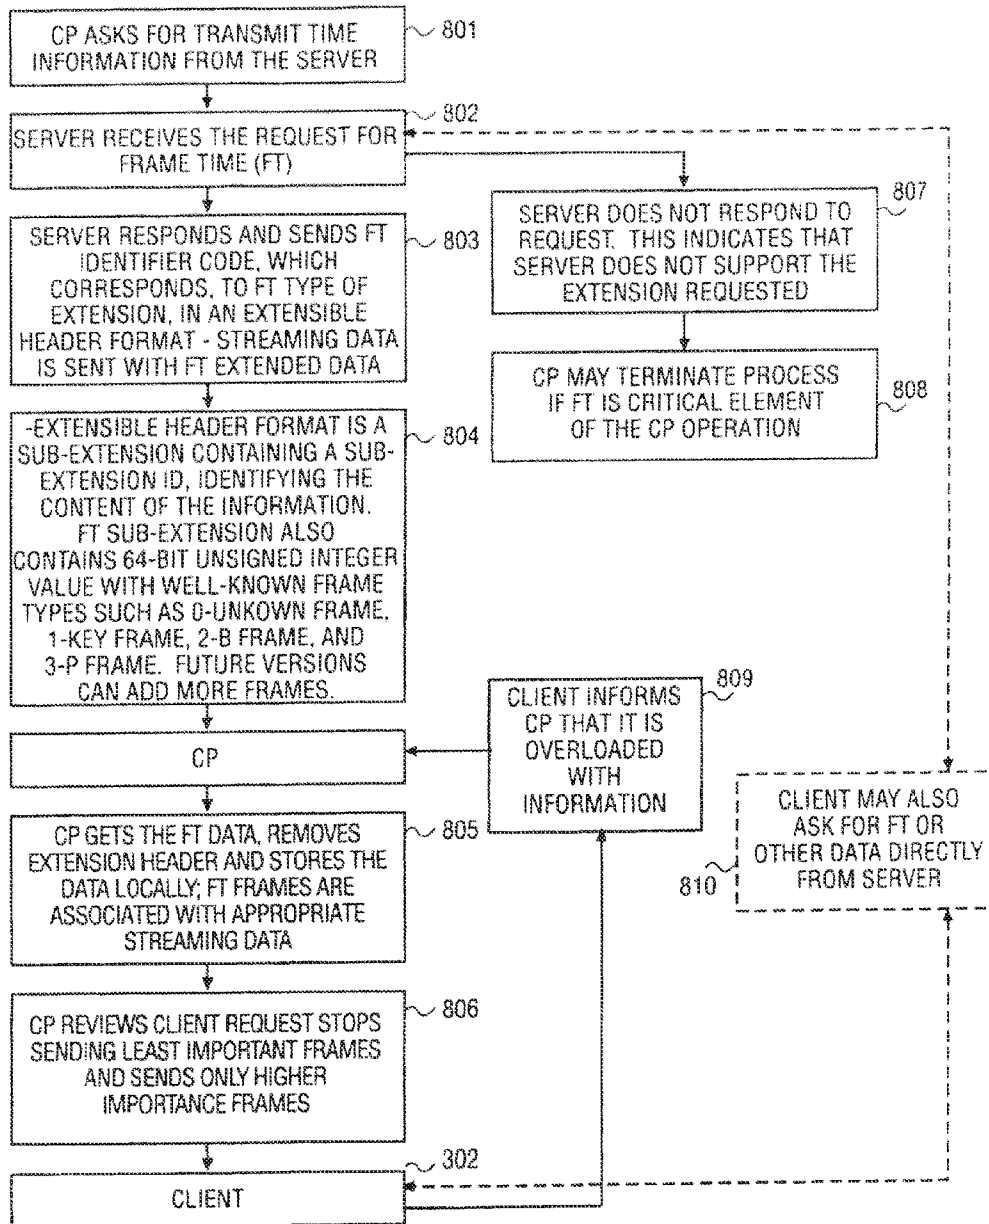 CP ASKS FOR TRANSMIT TIME
INFORMATION FROM THE SERVER
801
SERVER RECEIVES THE REQUEST FOR
FRAME TIME (FT)
802
SERVER RESPONDS AND SENDS FT
IDENTIFIER CODE, WHICH
CORRESPONDS, TO FT TYPE OF
EXTENSION, IN AN EXTENSIBLE
HEADER FORMAT - STREAMING DATA
IS SENT WITH FT EXTENDED DATA
803
SERVER DOES NOT RESPOND TO
REQUEST. THIS INDICATES THAT
SERVER DOES NOT SUPPORT THE
EXTENSION REQUESTED
807
CP MAY TERMINATE PROCESS
IF FT IS CRITICAL ELEMENT
OF THE CP OPERATION
808
-EXTENSIBLE HEADER FORMAT IS A
SUB-EXTENSION CONTAINING A SUB-
EXTENSION ID, IDENTIFYING THE
CONTENT OF THE INFORMATION.
FT SUB-EXTENSION ALSO
CONTAINS 64-BIT UNSIGNED INTEGER
VALUE WITH WELL-KNOWN FRAME
TYPES SUCH AS 0-UNKOWN FRAME,
1-KEY FRAME, 2-B FRAME, AND
3-P FRAME. FUTURE VERSIONS
CAN ADD MORE FRAMES.
804
CP
CLIENT INFORMS
CP THAT IT IS
OVERLOADED
WITH
INFORMATION
809
CLIENT MAY ALSO
ASK FOR FT OR
OTHER DATA DIRECTLY
FROM SERVER
810
CP GETS THE FT DATA, REMOVES
EXTENSION HEADER AND STORES THE
DATA LOCALLY; FT FRAMES ARE
ASSOCIATED WITH APPROPRIATE
STREAMING DATA
805
CP REVIEWS CLIENT REQUEST STOPS
SENDING LEAST IMPORTANT FRAMES
AND SENDS ONLY HIGHER
IMPORTANCE FRAMES
806
CLIENT
302